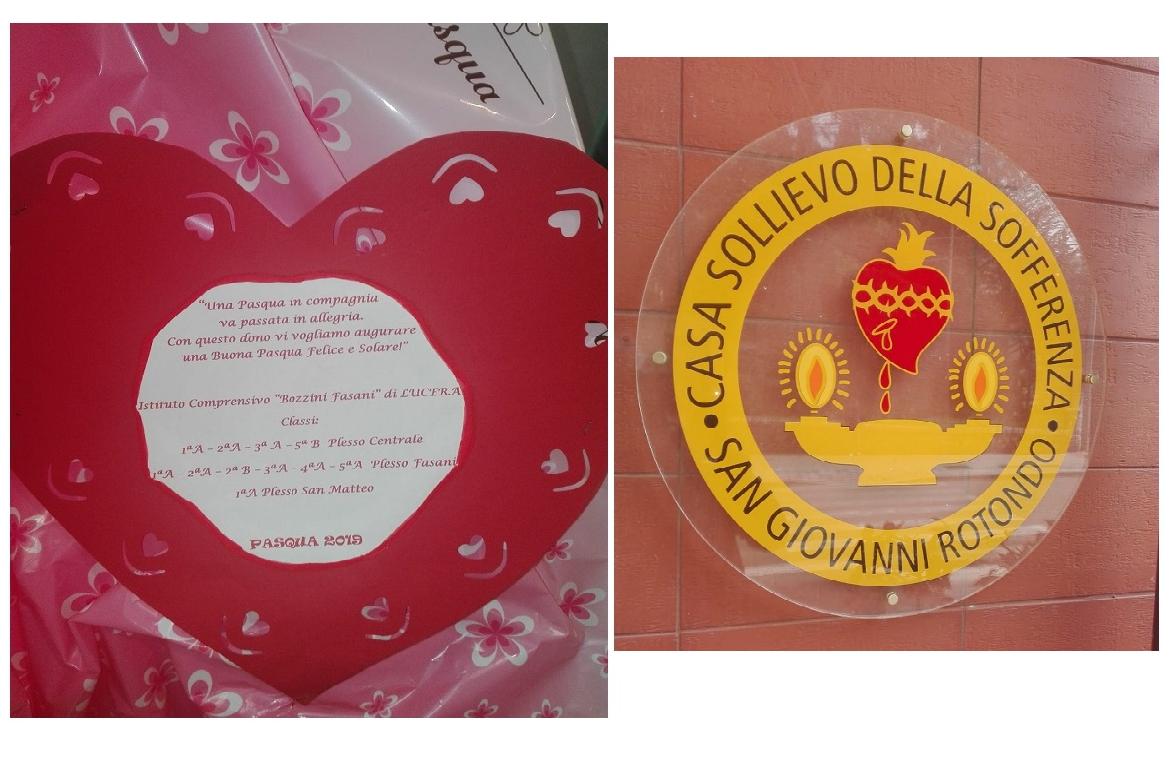 squa
"Una Pasqua in compagnia
va passata in allegria.
Con questo dono vi vogliamo augurare
una Buona Pasqua Felice e Solare!"
Istituto Comprensivo "Bozzini Fasani" di LUCERA
Classi:
1ªA - 2ªA - 3ª A - 5ª B Plesso Centrale
1ªA 2ªA - 2ª B - 3ªA - 4ªA - 5ªA Plesso Fasani
1ªA Plesso San Matteo
PASQUA 2019
• CASA SOLLIEVO DELLA SOFFERENZA •
SAN GIOVANNI ROTONDO